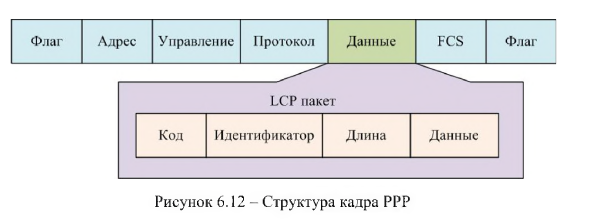 Флаг Адрес Управление Протокол Данные FCS Флаг
LCP пакет
Код Идентификатор Длина Данные
Рисунок 6.12 – Структура кадра PPP